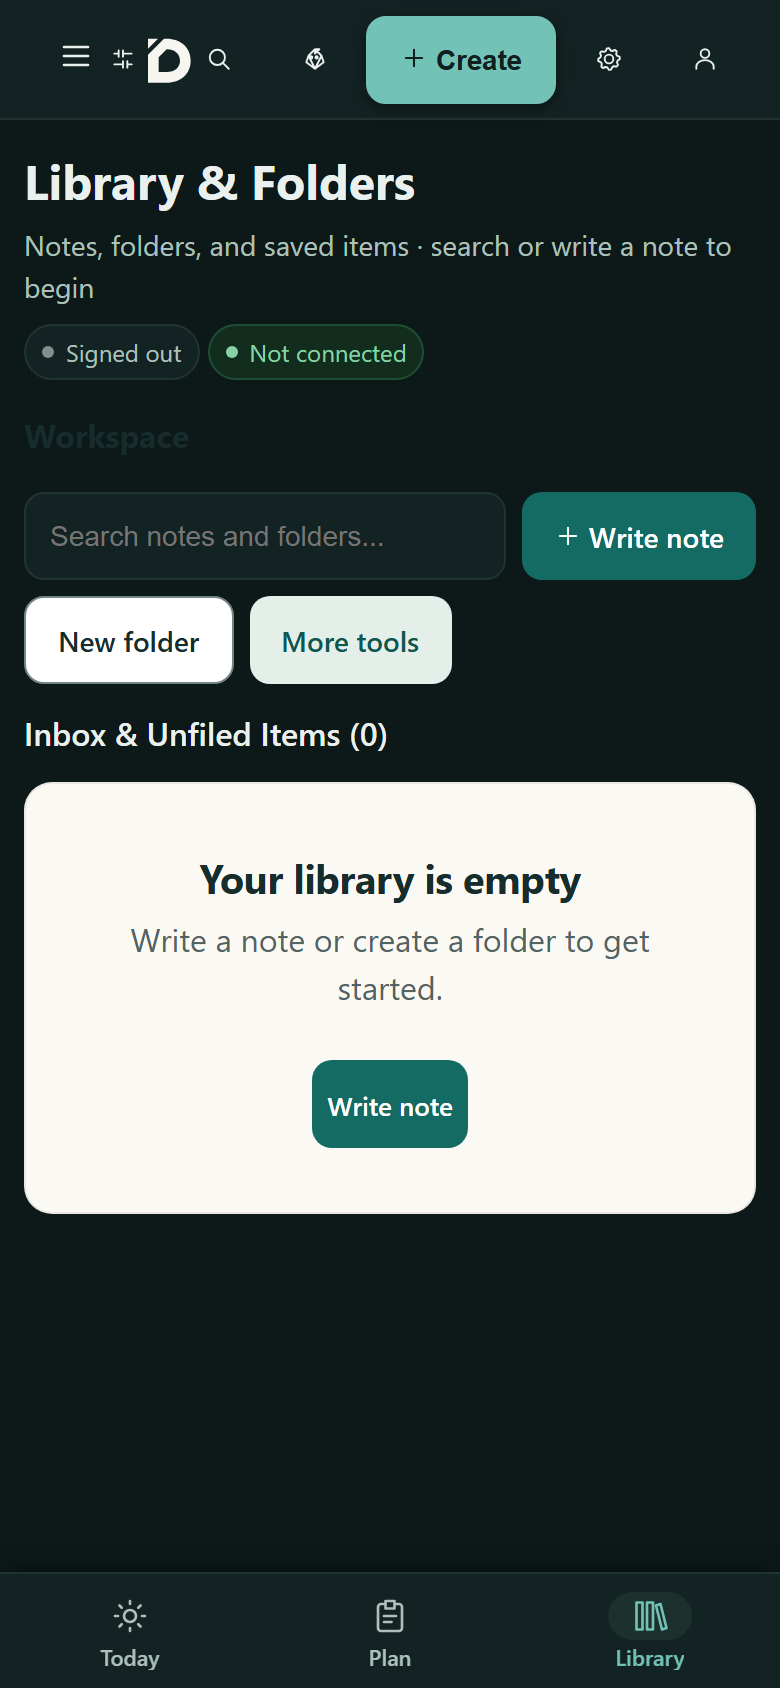 + Create
Library & Folders
Notes, folders, and saved items · search or write a note to
begin
Signed out
Not connected
Workspace
Search notes and folders...
+ Write note
New folder
More tools
Inbox & Unfiled Items (0)
Your library is empty
Write a note or create a folder to get
started.
Write note
Today
Plan
Library